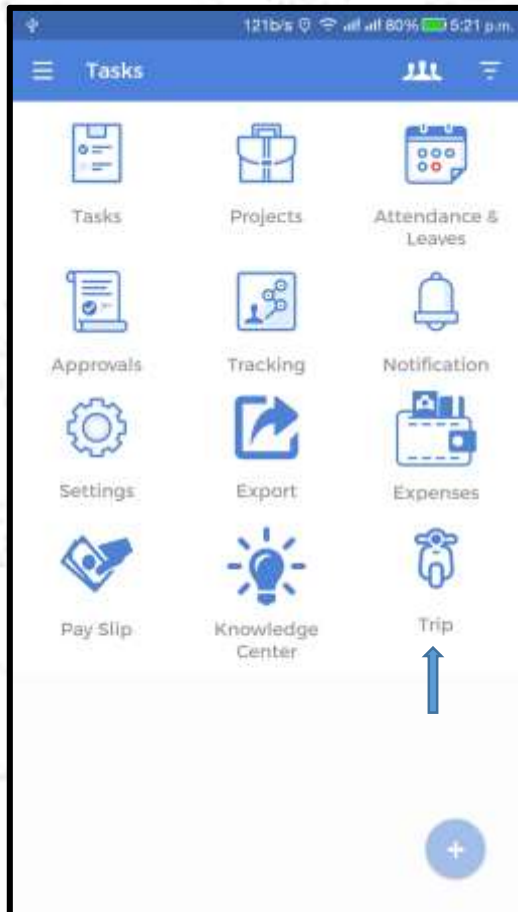 121b/s 80% 5:21 p.m.
Tasks
Tasks Projects Attendance &
Leaves
Approvals Tracking Notification
Settings Export Expenses
Pay Slip Knowledge Trip
Center
+